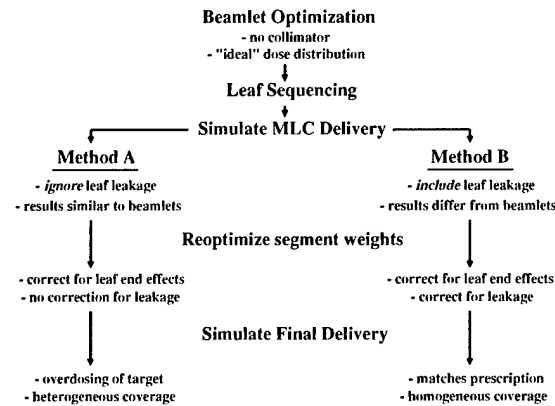 Beamlet Optimization
- no collimator
- "ideal" dose distribution
Leaf Sequencing
Simulate MLC Delivery
Method A
- ignore leaf leakage
- results similar to beamlets
Method B
- include leaf leakage
- results differ from beamlets
Reoptimize segment weights
- correct for leaf end effects
- no correction for leakage
- correct for leaf end effects
- correct for leakage
Simulate Final Delivery
- overdosing of target
- heterogeneous coverage
- matches prescription
- homogeneous coverage